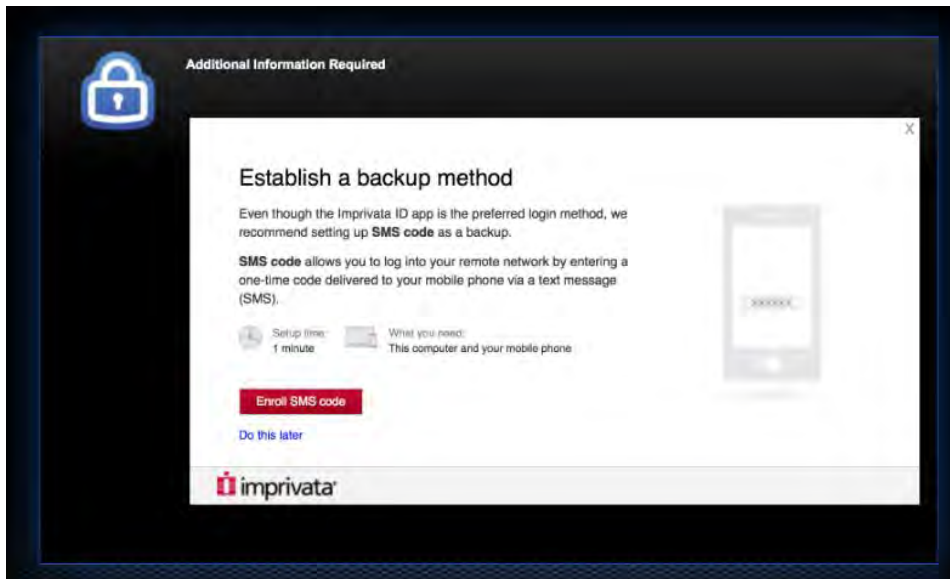 Additional Information Required
X
Establish a backup method
Even though the Imprivata ID app is the preferred login method, we
recommend setting up SMS code as a backup.
SMS code allows you to log into your remote network by entering a
one-time code delivered to your mobile phone via a text message
(SMS).
Setup time:
1 minute
What you need:
This computer and your mobile phone
Enroll SMS code
Do this later
imprivata